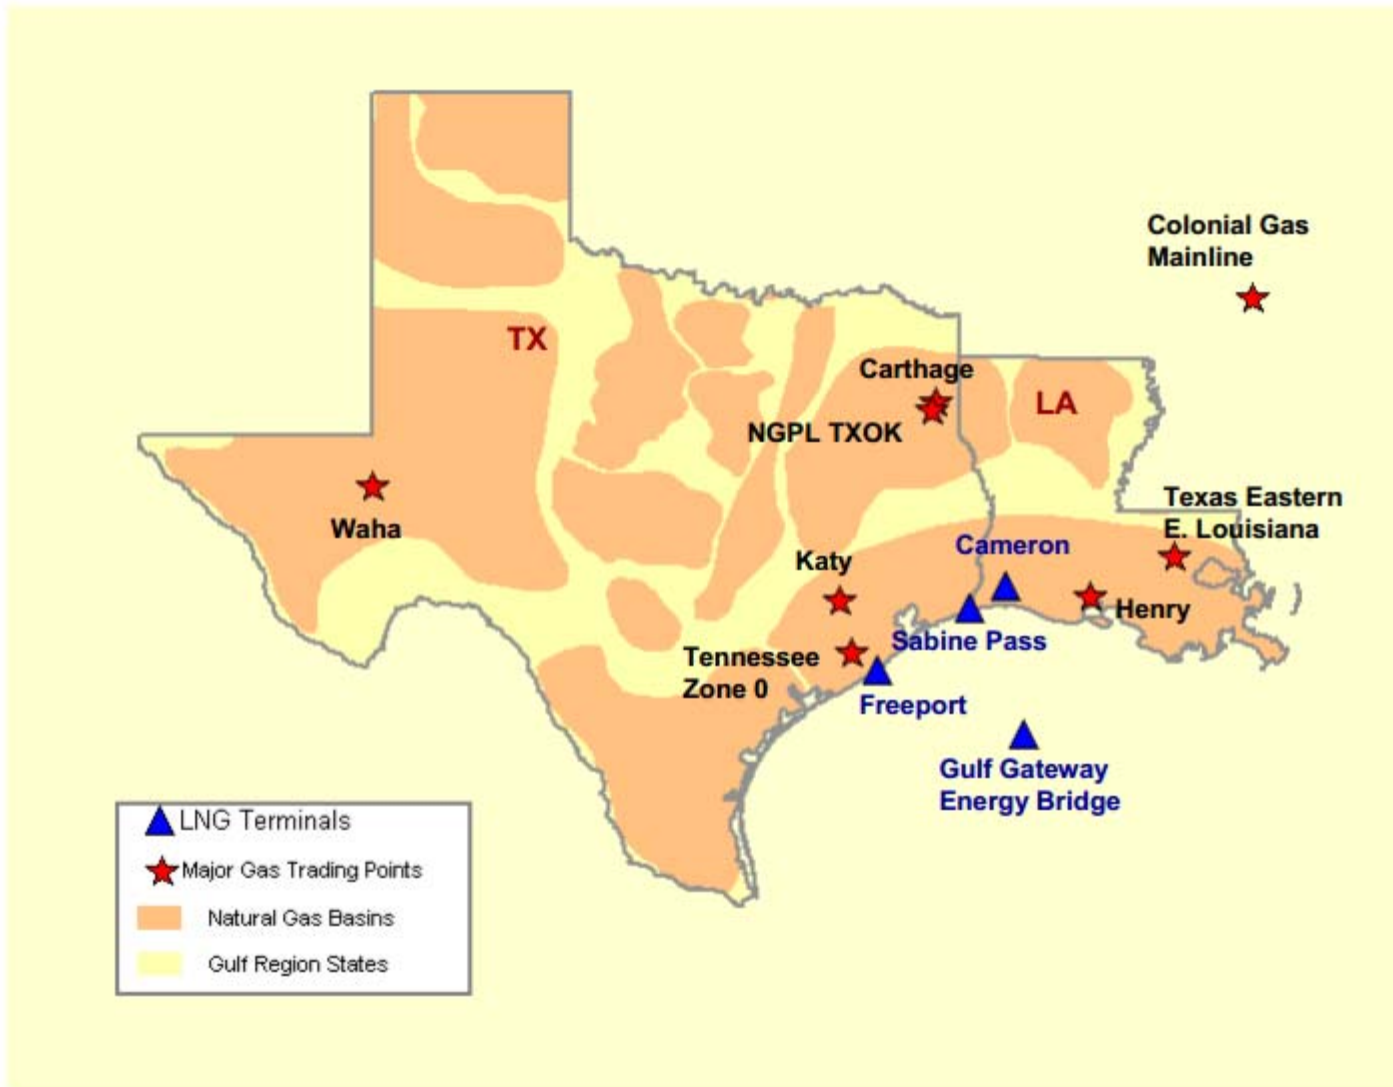 Colonial Gas
Mainline
TX
Carthage
LA
NGPL TXOK
Texas Eastern
E. Louisiana
Waha
Cameron
Katy
Henry
Sabine Pass
Tennessee
Zone 0
Freeport
Gulf Gateway
Energy Bridge
LNG Terminals
Major Gas Trading Points
Natural Gas Basins
Gulf Region States